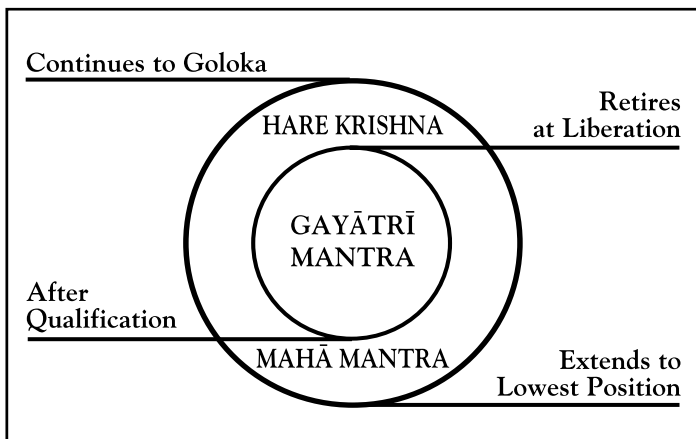 Continues to Goloka
Retires
at Liberation
HARE KRISHNA
GAYĀTRĪ
MANTRA
After
Qualification
MAHĀ MANTRA
Extends to
Lowest Position